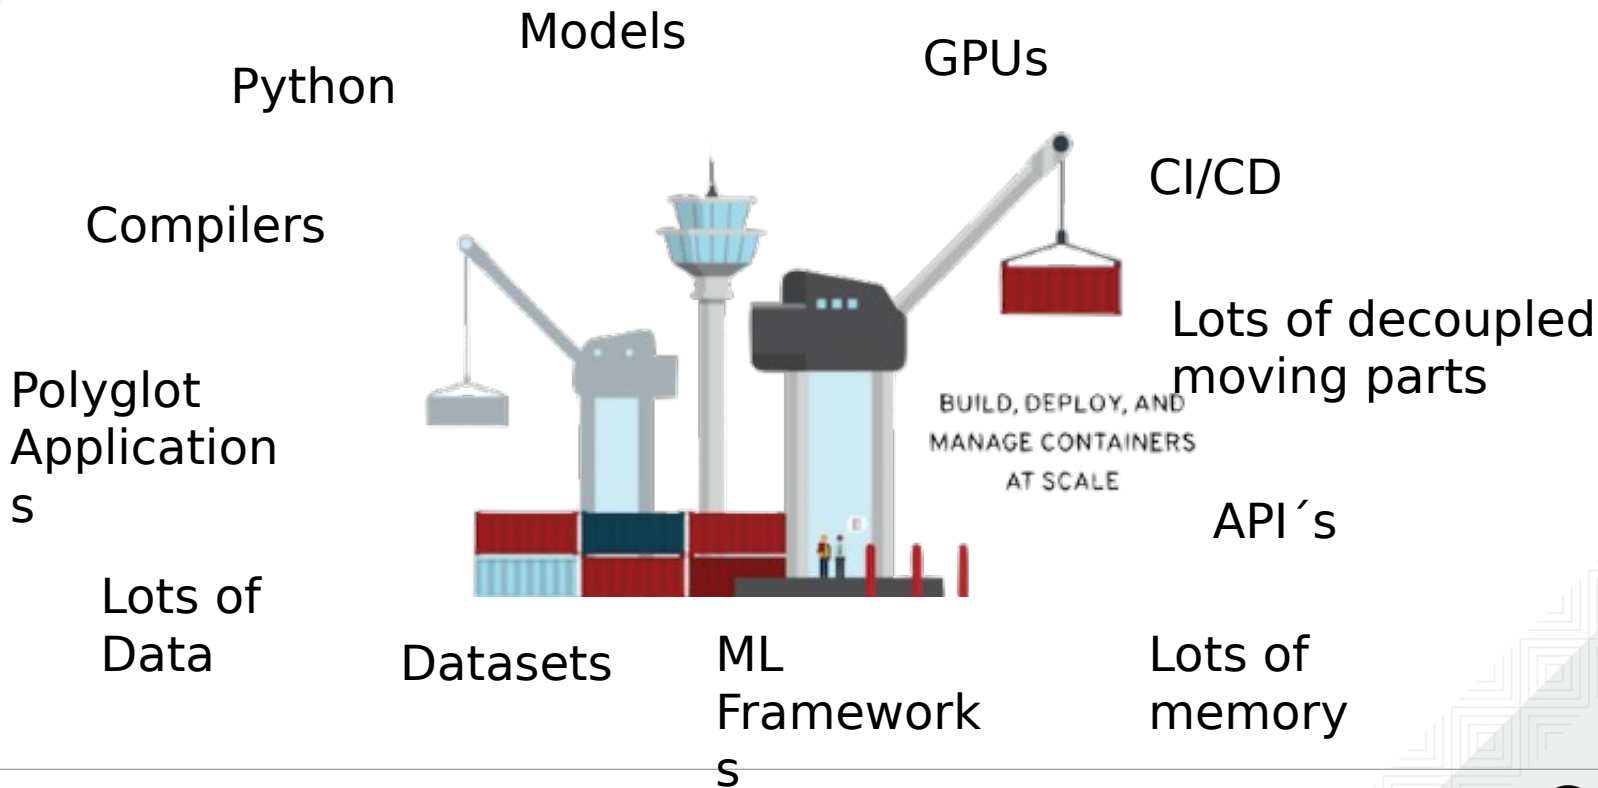 Models
GPUs
Python
CI/CD
Compilers
Lots of decoupled
moving parts
Polyglot
Application
s
BUILD, DEPLOY, AND
MANAGE CONTAINERS
AT SCALE
API´s
Lots of
Data
Datasets
ML
Framework
s
Lots of
memory